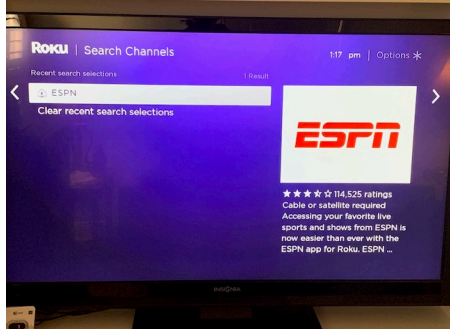 Roku | Search Channels
1:17 pm | Options
Recent search selections
1 Result
ESPN
Clear recent search selections
ESPN
114,525 ratings
Cable or satellite required
Accessing your favorite live
sports and shows from ESPN is
now easier than ever with the
ESPN app for Roku. ESPN ...
INSIGNIA